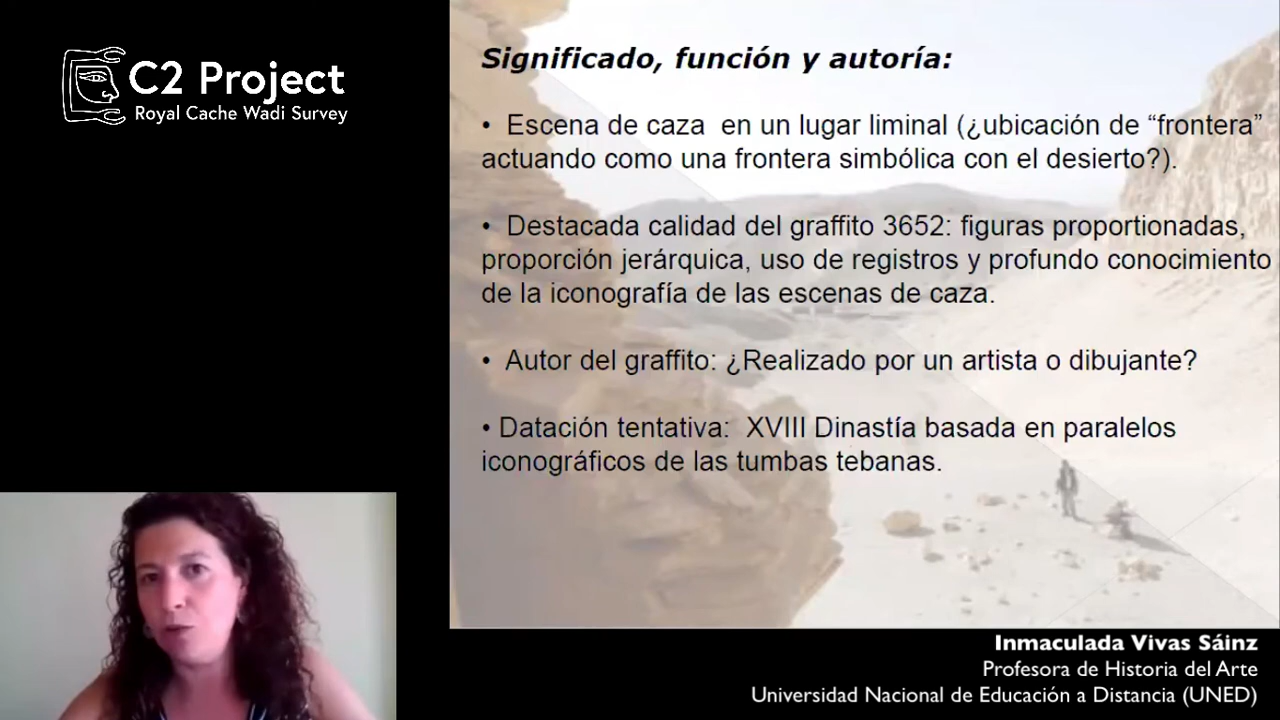 C2 Project
Royal Cache Wadi Survey
Significado, función y autoría:
• Escena de caza en un lugar liminal (¿ubicación de “frontera”
actuando como una frontera simbólica con el desierto?).
• Destacada calidad del graffito 3652: figuras proportionadas,
proporción jerárquica, uso de registros y profundo conocimiento
de la iconografía de las escenas de caza.
• Autor del graffito: ¿Realizado por un artista o dibujante?
• Datación tentativa: XVIII Dinastía basada en paralelos
iconográficos de las tumbas tebanas.
Inmaculada Vivas Sáinz
Profesora de Historia del Arte
Universidad Nacional de Educación a Distancia (UNED)